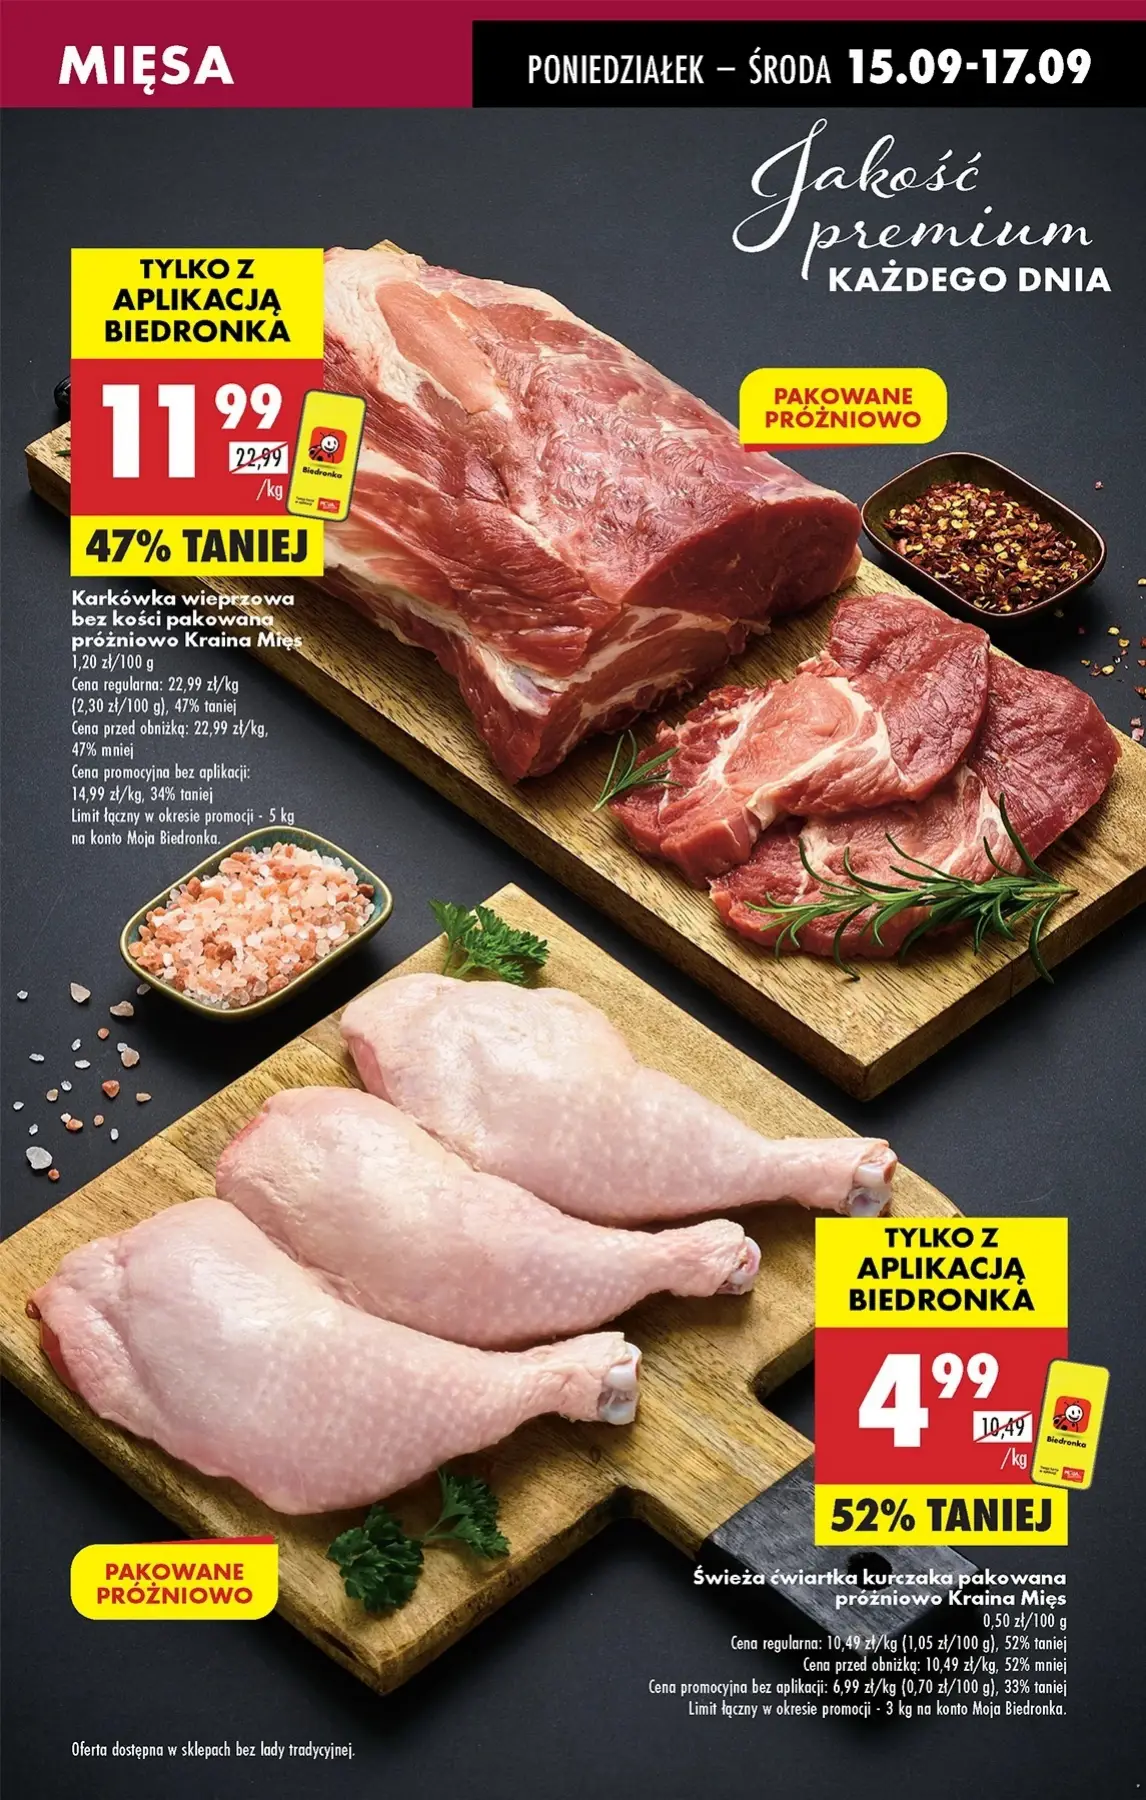 MIĘSA
PONIEDZIAŁEK – ŚRODA 15.09-17.09
Jakość
premium
KAŻDEGO DNIA
TYLKO Z
APLIKACJĄ
BIEDRONKA
11 99
22,99
/kg
Biedronka
47% TANIEJ
PAKOWANE
PRÓŻNIOWO
Karkówka wieprzowa
bez kości pakowana
próżniowo Kraina Mięs
1,20 zł/100 g
Cena regularna: 22,99 zł/kg
(2,30 zł/100 g), 47% taniej
Cena przed obniżką: 22,99 zł/kg,
47% mniej
Cena promocyjna bez aplikacji:
14,99 zł/kg, 34% taniej
Limit łączny w okresie promocji - 5 kg
na konto Moja Biedronka.
TYLKO Z
APLIKACJĄ
BIEDRONKA
4 99
10,49
/kg
Biedronka
52% TANIEJ
PAKOWANE
PRÓŻNIOWO
Świeża ćwiartka kurczaka pakowana
próżniowo Kraina Mięs
0,50 zł/100 g
Cena regularna: 10,49 zł/kg (1,05 zł/100 g), 52% taniej
Cena przed obniżką: 10,49 zł/kg, 52% mniej
Cena promocyjna bez aplikacji: 6,99 zł/kg (0,70 zł/100 g), 33% taniej
Limit łączny w okresie promocji - 3 kg na konto Moja Biedronka.
Oferta dostępna w sklepach bez lady tradycyjnej.